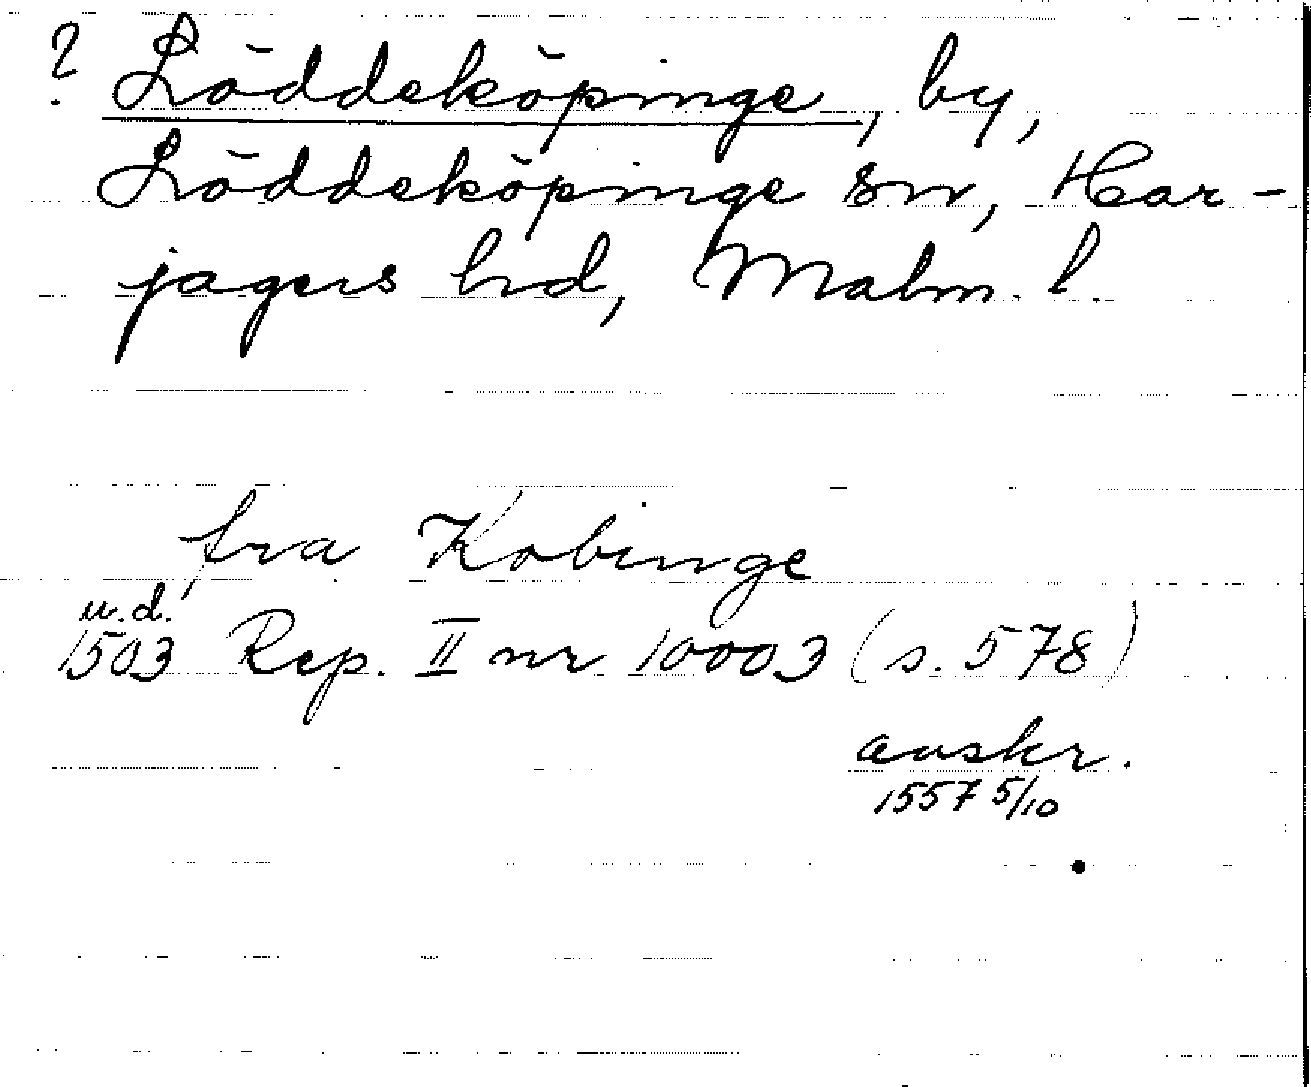 ? Löddeköpinge, by,
Löddeköpinge sn, Har-
jagers hd, Malm. l.
fra Kobinge
u.d.
1503 Rep. II nr 10003 (s. 578)
avskr.
1557 5/10